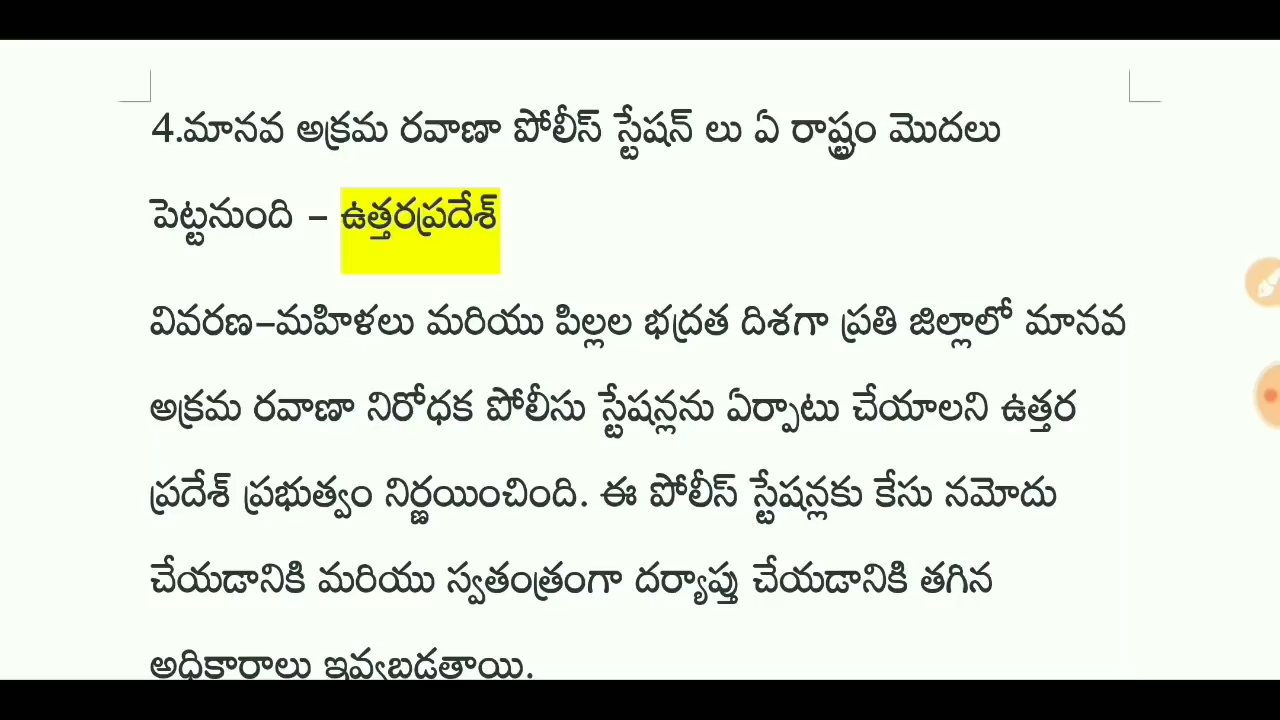 4.మానవ అక్రమ రవాణా పోలీస్ స్టేషన్ లు ఏ రాష్ట్రం మొదలు
పెట్టనుంది – ఉత్తరప్రదేశ్
వివరణ–మహిళలు మరియు పిల్లల భద్రత దిశగా ప్రతి జిల్లాలో మానవ
అక్రమ రవాణా నిరోధక పోలీసు స్టేషన్లను ఏర్పాటు చేయాలని ఉత్తర
ప్రదేశ్ ప్రభుత్వం నిర్ణయించింది. ఈ పోలీస్ స్టేషన్లకు కేసు నమోదు
చేయడానికి మరియు స్వతంత్రంగా దర్యాప్తు చేయడానికి తగిన
అధికారాలు ఇవ్వబడతాయి.